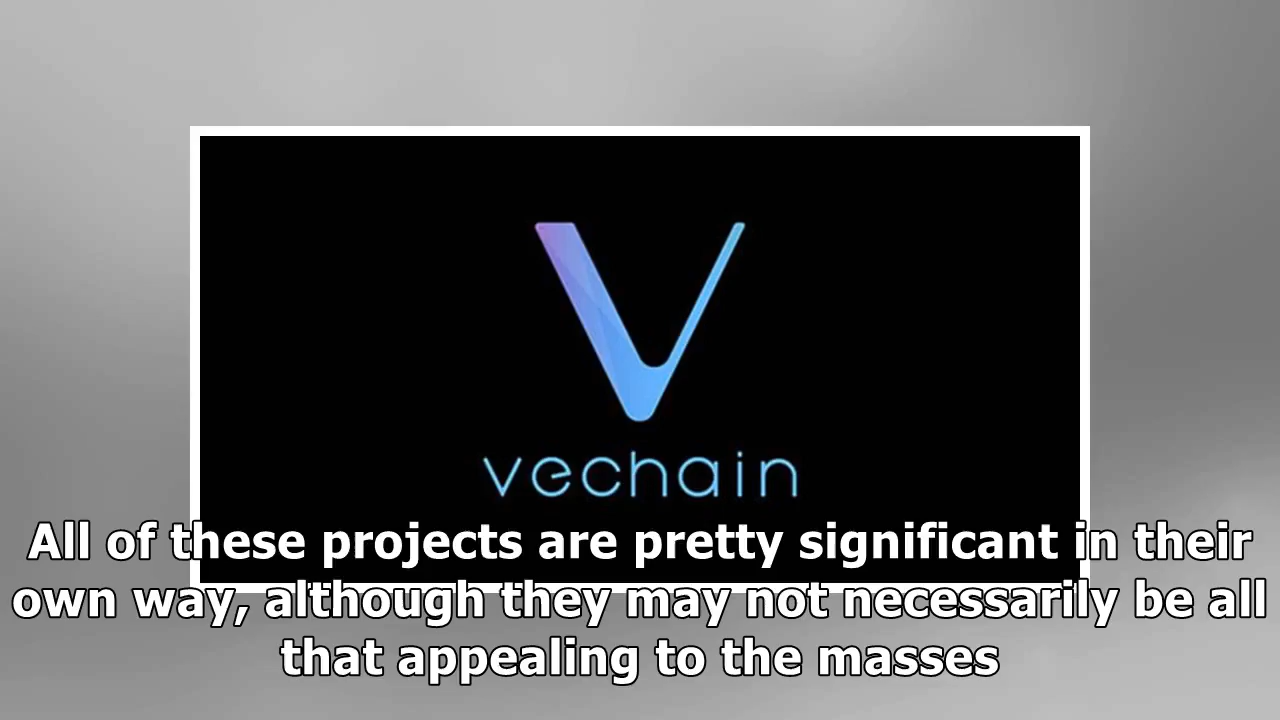 vechain
All of these projects are pretty significant in their
own way, although they may not necessarily be all
that appealing to the masses